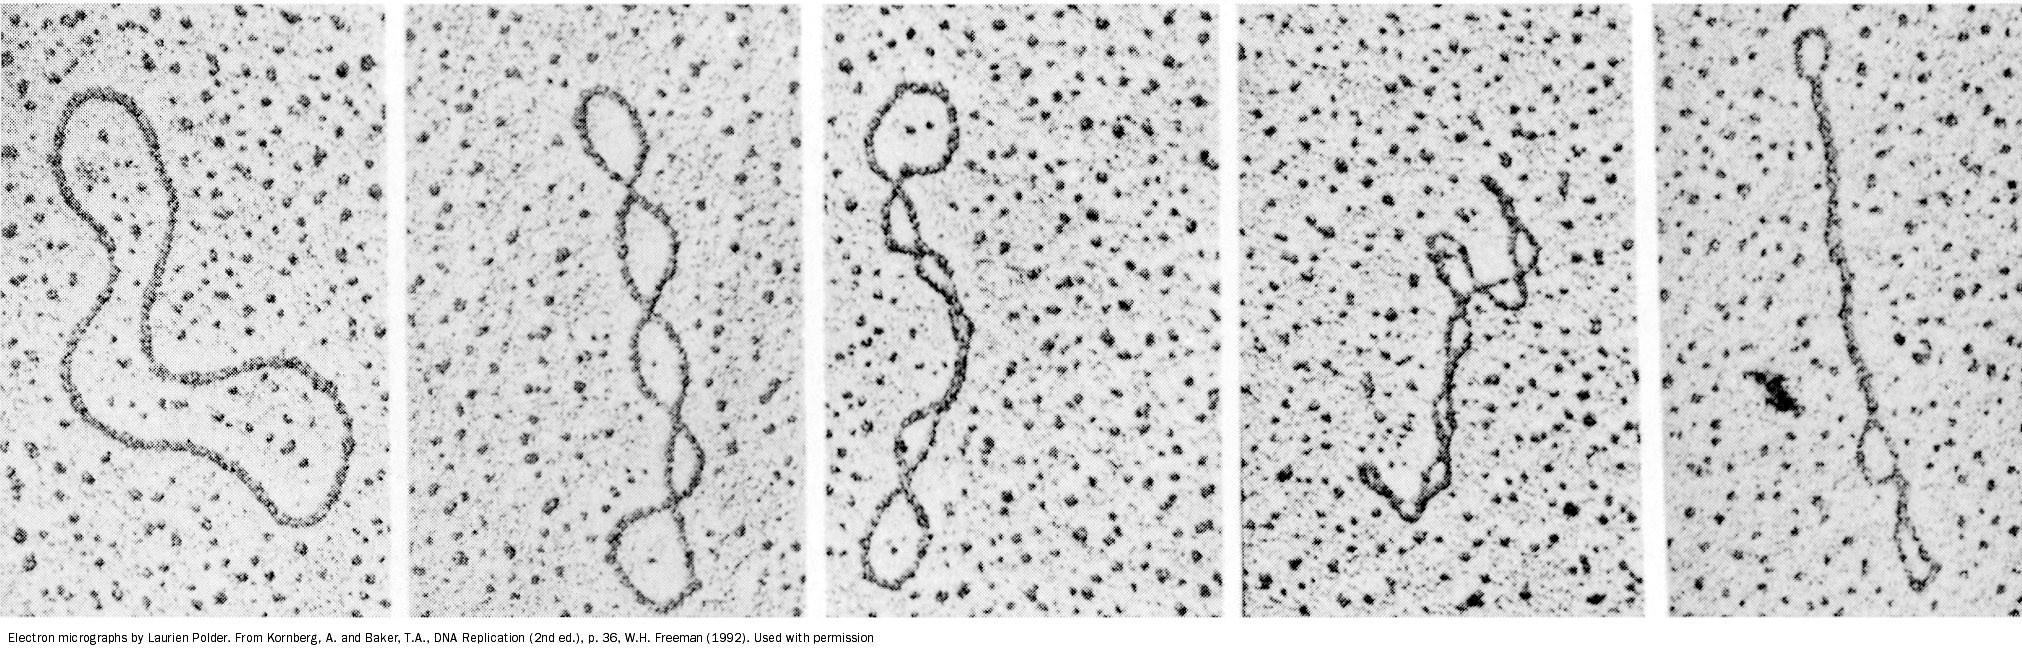 Electron micrographs by Laurien Polder. From Kornberg, A. and Baker, T.A., DNA Replication (2nd ed.), p. 36, W.H. Freeman (1992). Used with permission